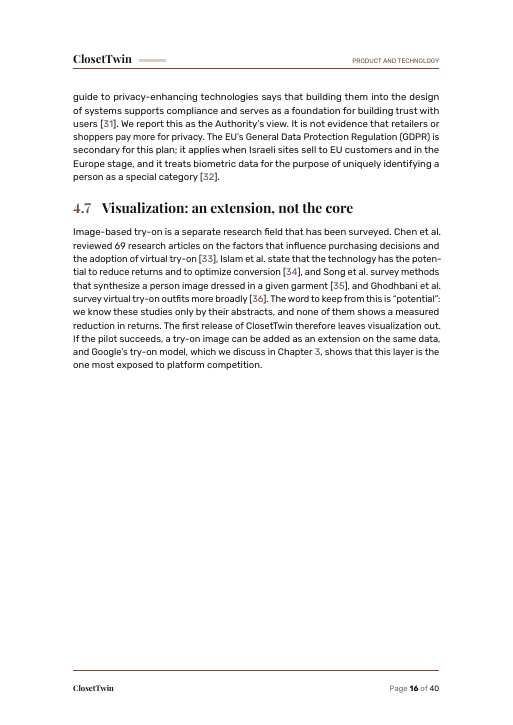 ClosetTwin
PRODUCT AND TECHNOLOGY
guide to privacy-enhancing technologies says that building them into the design
of systems supports compliance and serves as a foundation for building trust with
users [31]. We report this as the Authority's view. It is not evidence that retailers or
shoppers pay more for privacy. The EU's General Data Protection Regulation (GDPR) is
secondary for this plan; it applies when Israeli sites sell to EU customers and in the
Europe stage, and it treats biometric data for the purpose of uniquely identifying a
person as a special category [32].
4.7 Visualization: an extension, not the core
Image-based try-on is a separate research field that has been surveyed. Chen et al.
reviewed 69 research articles on the factors that influence purchasing decisions and
the adoption of virtual try-on [33], Islam et al. state that the technology has the poten-
tial to reduce returns and to optimize conversion [34], and Song et al. survey methods
that synthesize a person image dressed in a given garment [35], and Ghodhbani et al.
survey virtual try-on outfits more broadly [36]. The word to keep from this is "potential":
we know these studies only by their abstracts, and none of them shows a measured
reduction in returns. The first release of ClosetTwin therefore leaves visualization out.
If the pilot succeeds, a try-on image can be added as an extension on the same data,
and Google's try-on model, which we discuss in Chapter 3, shows that this layer is the
one most exposed to platform competition.
ClosetTwin
Page 16 of 40